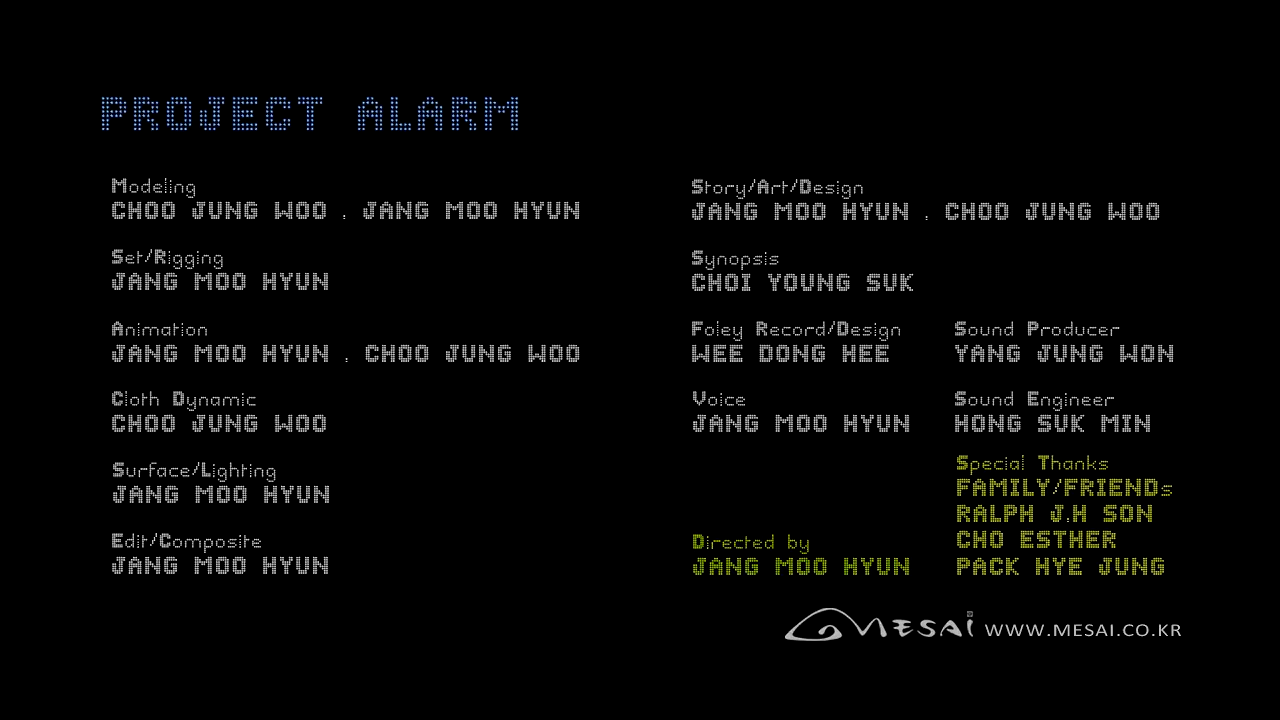 PROJECT ALARM
Modeling
CHOO JUNG WOO , JANG MOO HYUN
Set/Rigging
JANG MOO HYUN
Animation
JANG MOO HYUN , CHOO JUNG WOO
Cloth Dynamic
CHOO JUNG WOO
Surface/Lighting
JANG MOO HYUN
Edit/Composite
JANG MOO HYUN
Story/Art/Design
JANG MOO HYUN , CHOO JUNG WOO
Synopsis
CHOI YOUNG SUK
Foley Record/Design
WEE DONG HEE
Voice
JANG MOO HYUN
Directed by
JANG MOO HYUN
Sound Producer
YANG JUNG WON
Sound Engineer
HONG SUK MIN
Special Thanks
FAMILY/FRIENDs
RALPH J.H SON
CHO ESTHER
PACK HYE JUNG
MESAI WWW.MESAI.CO.KR